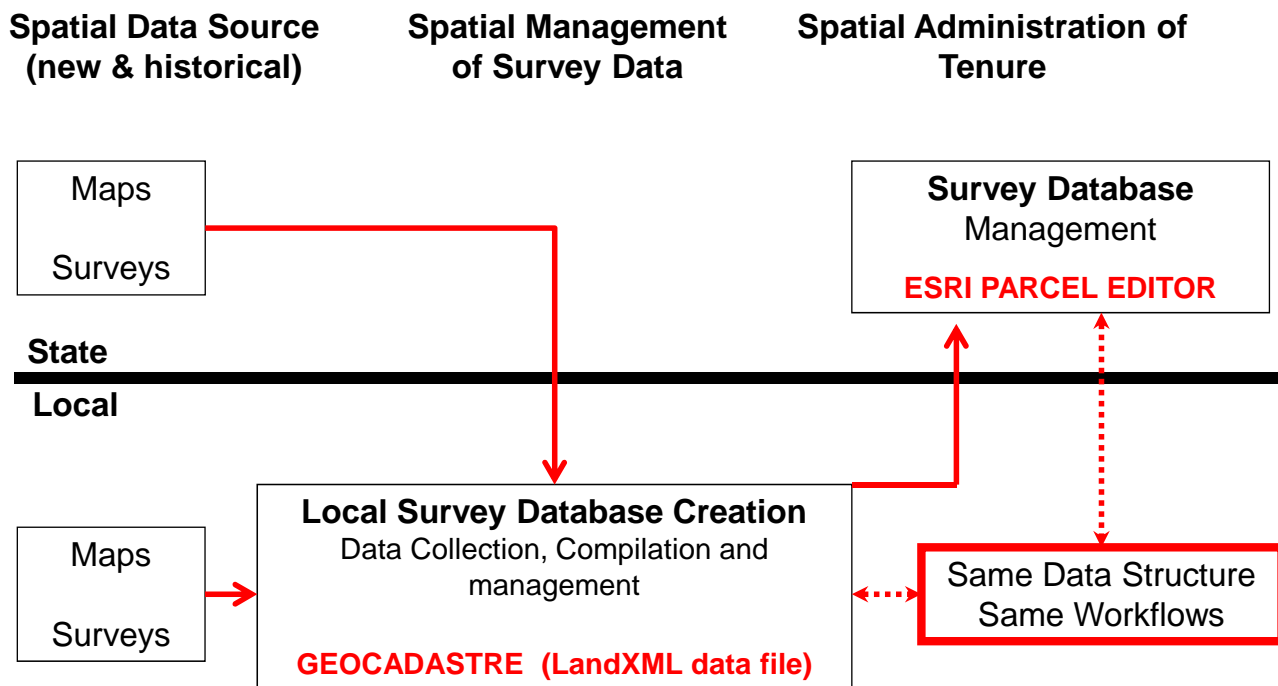 Spatial Data Source
(new & historical)
Spatial Management
of Survey Data
Spatial Administration of
Tenure
Maps
Surveys
Survey Database
Management
ESRI PARCEL EDITOR
State
Local
Maps
Surveys
Local Survey Database Creation
Data Collection, Compilation and
management
GEOCADASTRE (LandXML data file)
Same Data Structure
Same Workflows